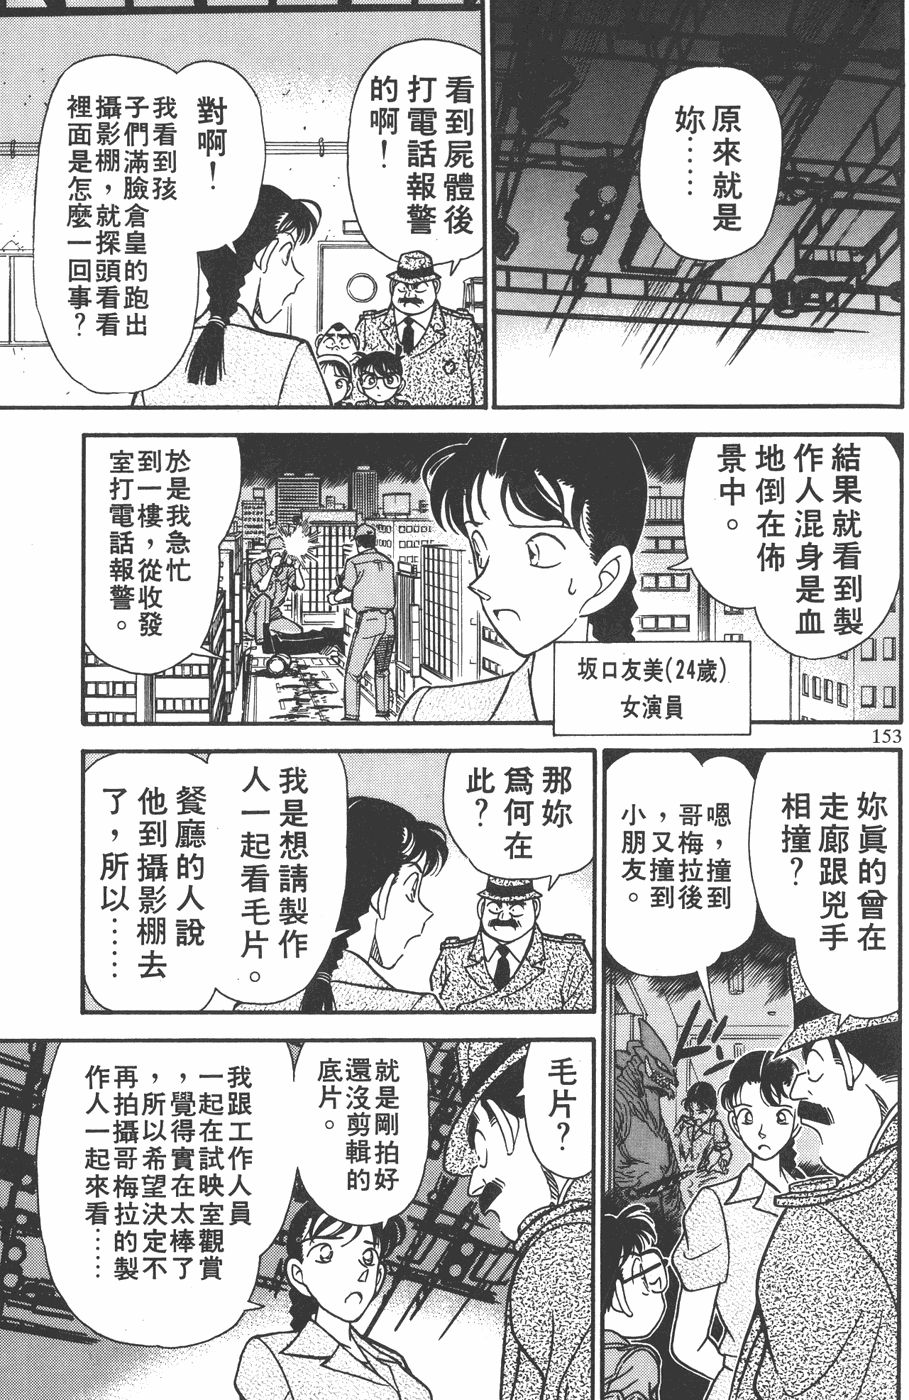 原來就是
妳……
看到屍體後
打電話報警
的啊！
對啊！
我看到孩
子們滿臉倉皇的跑出
攝影棚，就探頭看看
裡面是怎麼一回事？
結果就看到製
作人混身是血
地倒在佈
景中。
坂口友美(24歲)
女演員
於是我急忙
到一樓，從收發
室打電話報警。
153
妳真的曾在
走廊跟兇手
相撞？
嗯，撞到
哥梅拉後
，又撞到
小朋友。
ドン
那妳
為何在
此？
我是想請製作
人一起看毛片。
餐廳的人說
他到攝影棚去
了，所以……
毛片？
就是剛拍好
還沒剪輯的
底片。
我跟工作人員
一起在試映室觀賞
，覺得實在太棒了
，所以希望決定不
再拍攝哥梅拉的製
作人一起來看……